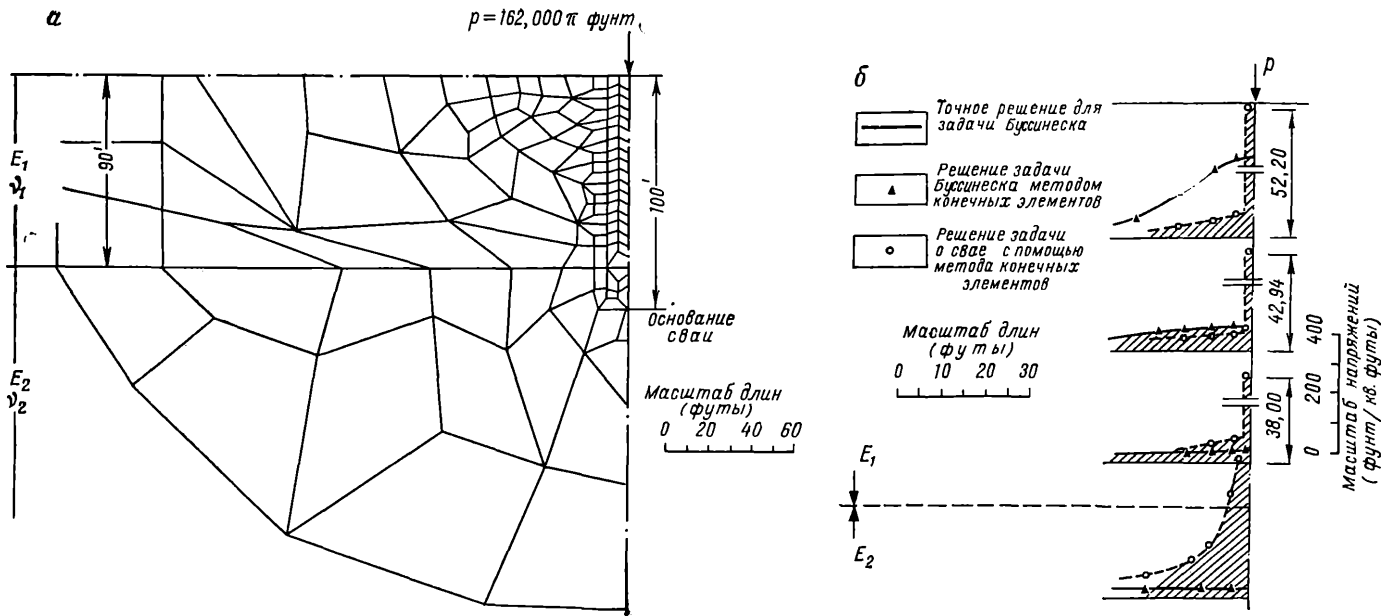 а
p = 162,000 π фунт
E₁
ν₁
90'
100'
Основание
сваи
E₂
ν₂
Масштаб длин
(футы)
0 20 40 60
б
Точное решение для
задачи Буссинеска
Решение задачи
Буссинеска методом
конечных элементов
Решение задачи
о свае с помощью
метода конечных
элементов
Масштаб длин
(футы)
0 10 20 30
P
52,20
42,94
38,00
400
200
0
Масштаб напряжений
(фунт/кв. футы)
E₁
E₂